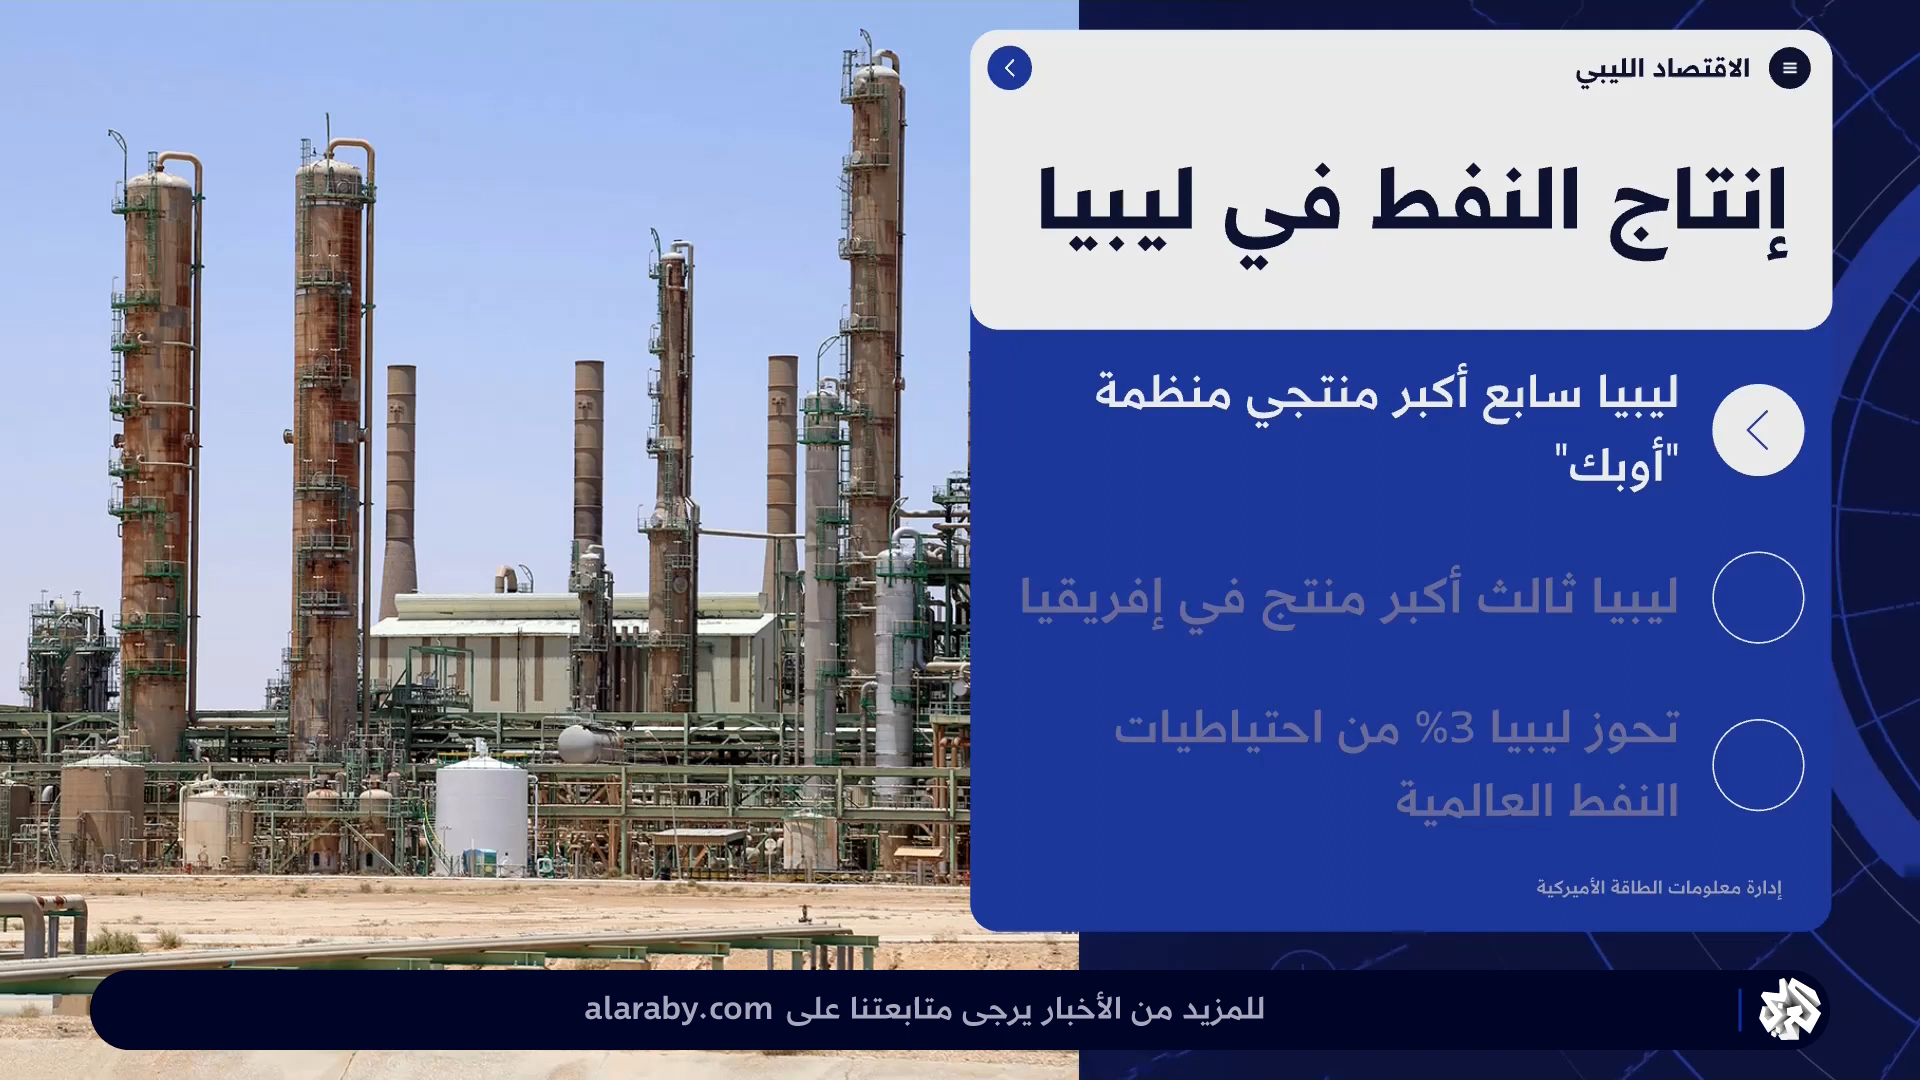 الاقتصاد الليبي
إنتاج النفط في ليبيا
ليبيا سابع أكبر منتجي منظمة
"أوبك"
ليبيا ثالث أكبر منتج في إفريقيا
تحوز ليبيا 3% من احتياطيات
النفط العالمية
إدارة معلومات الطاقة الأميركية
للمزيد من الأخبار يرجى متابعتنا على alaraby.com